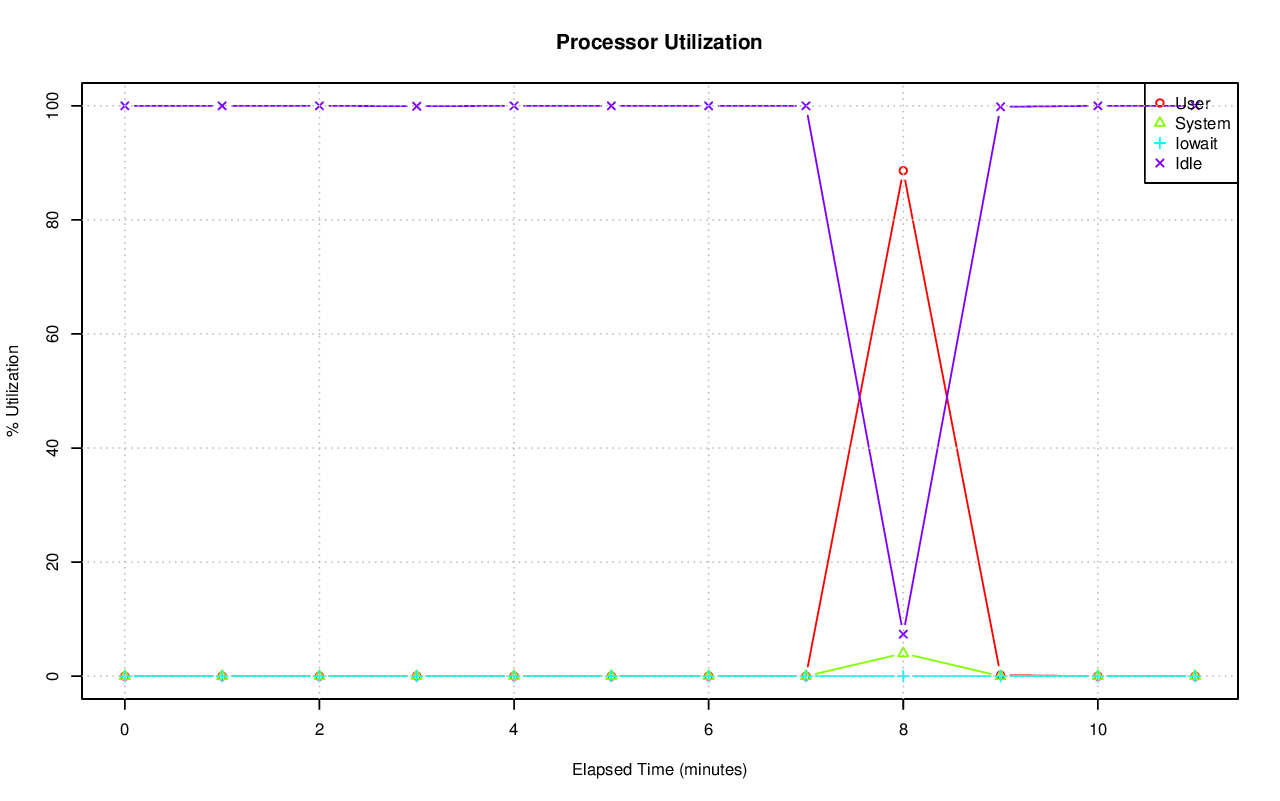 Processor Utilization
% Utilization
100
80
60
40
20
0
User
System
Iowait
Idle
0 2 4 6 8 10
Elapsed Time (minutes)